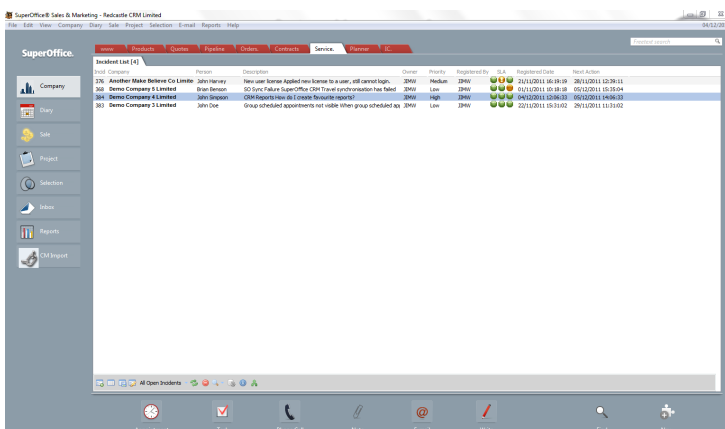 SuperOffice® Sales & Marketing - Redcastle CRM Limited
File Edit View Company Diary Sale Project Selection E-mail Reports Help 04/12/20
SuperOffice.
Freetext search
www Products Quotes Pipeline Orders Contracts Service. Planner IC.
Incident List [4]
Incid Company Person Description Owner Priority Registered By SLA Registered Date Next Action
376 Another Make Believe Co Limite John Harvey New user license Applied new license to a user, still cannot login. JIMW Medium JIMW 21/11/2011 16:19:19 28/11/2011 12:39:11
368 Demo Company 5 Limited Brian Benson SO Sync Failure SuperOffice CRM Travel synchronisation has failed JIMW Low JIMW 01/11/2011 10:18:18 05/12/2011 15:35:04
384 Demo Company 4 Limited John Simpson CRM Reports How do I create favourite reports? JIMW High JIMW 04/12/2011 12:06:33 05/12/2011 12:06:33
383 Demo Company 3 Limited John Doe Group scheduled appointments not visible When group scheduled ap JIMW Low JIMW 22/11/2011 15:31:02 29/11/2011 11:31:02
Company
Diary
Sale
Project
Selection
Inbox
Reports
CM Import
All Open Incidents